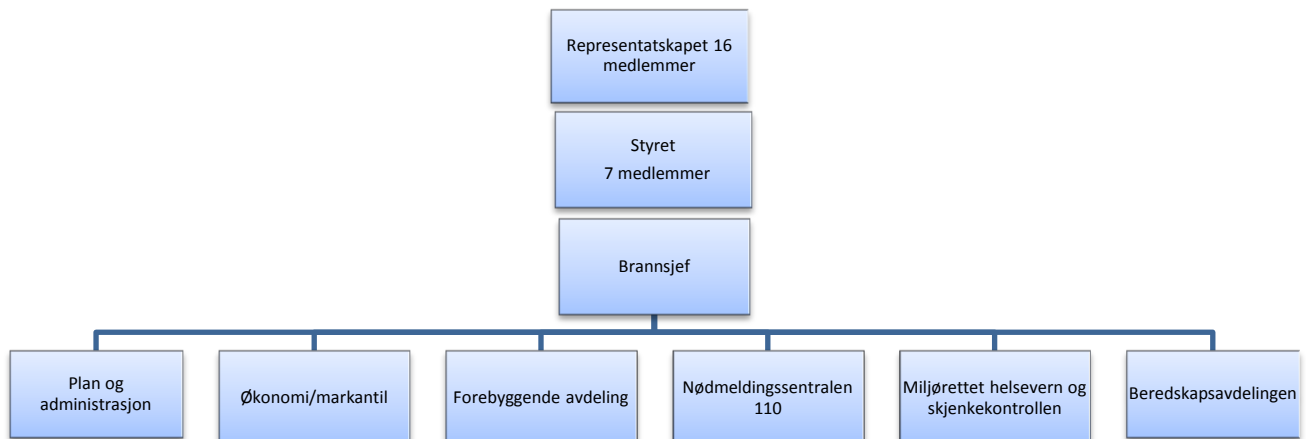 Representatskapet 16
medlemmer
Styret
7 medlemmer
Brannsjef
Plan og
administrasjon
Økonomi/markantil
Forebyggende avdeling
Nødmeldingssentralen
110
Miljørettet helsevern og
skjenkekontrollen
Beredskapsavdelingen